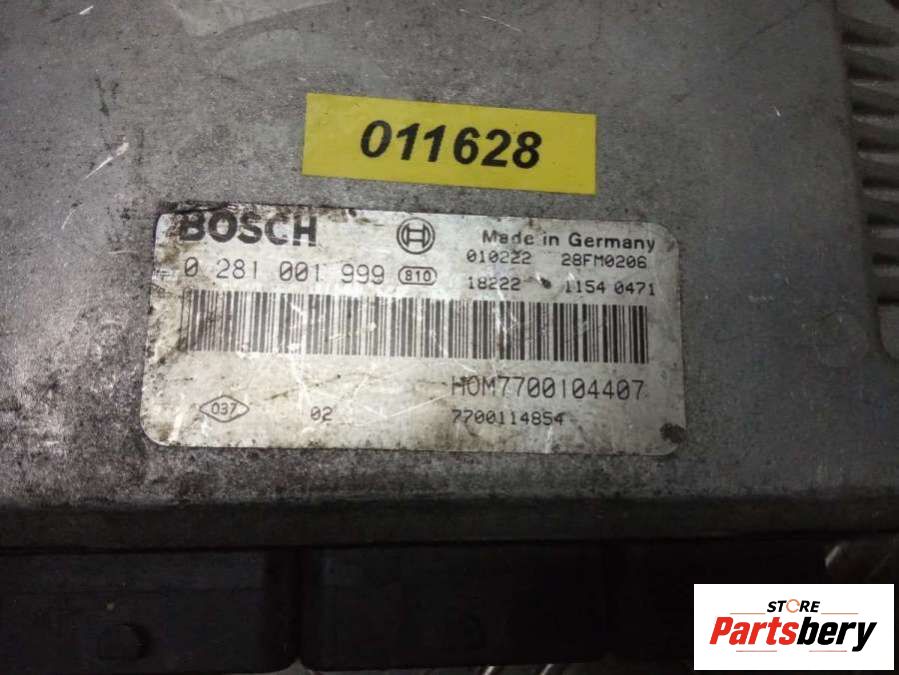 011628
BOSCH
Made in Germany
010222 28FM0206
0 281 001 999 810
18222 1154 0471
HOM7700104407
037 02 7700114854
STORE
Partsbery